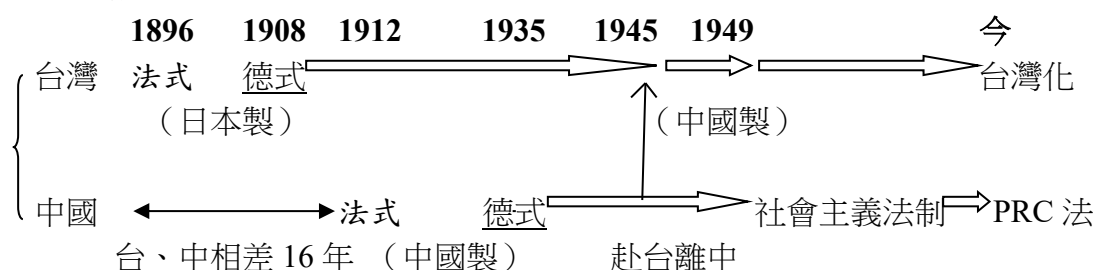 1896 1908 1912 1935 1945 1949 今
台灣 法式 德式 台灣化
（日本製） （中國製）
中國 法式 德式 社會主義法制 PRC 法
台、中相差 16 年 （中國製） 赴台離中